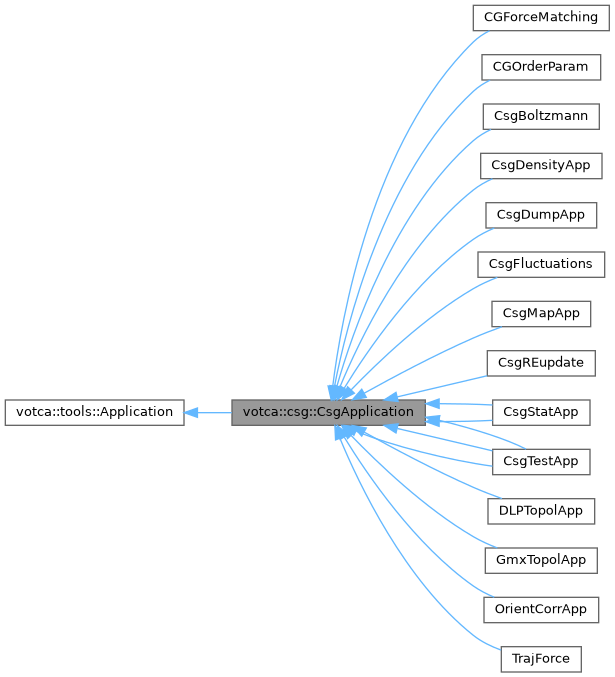 CGForceMatching
CGOrderParam
CsgBoltzmann
CsgDensityApp
CsgDumpApp
CsgFluctuations
CsgMapApp
CsgREupdate
votca::tools::Application
votca::csg::CsgApplication
CsgStatApp
CsgTestApp
DLPTopolApp
GmxTopolApp
OrientCorrApp
TrajForce